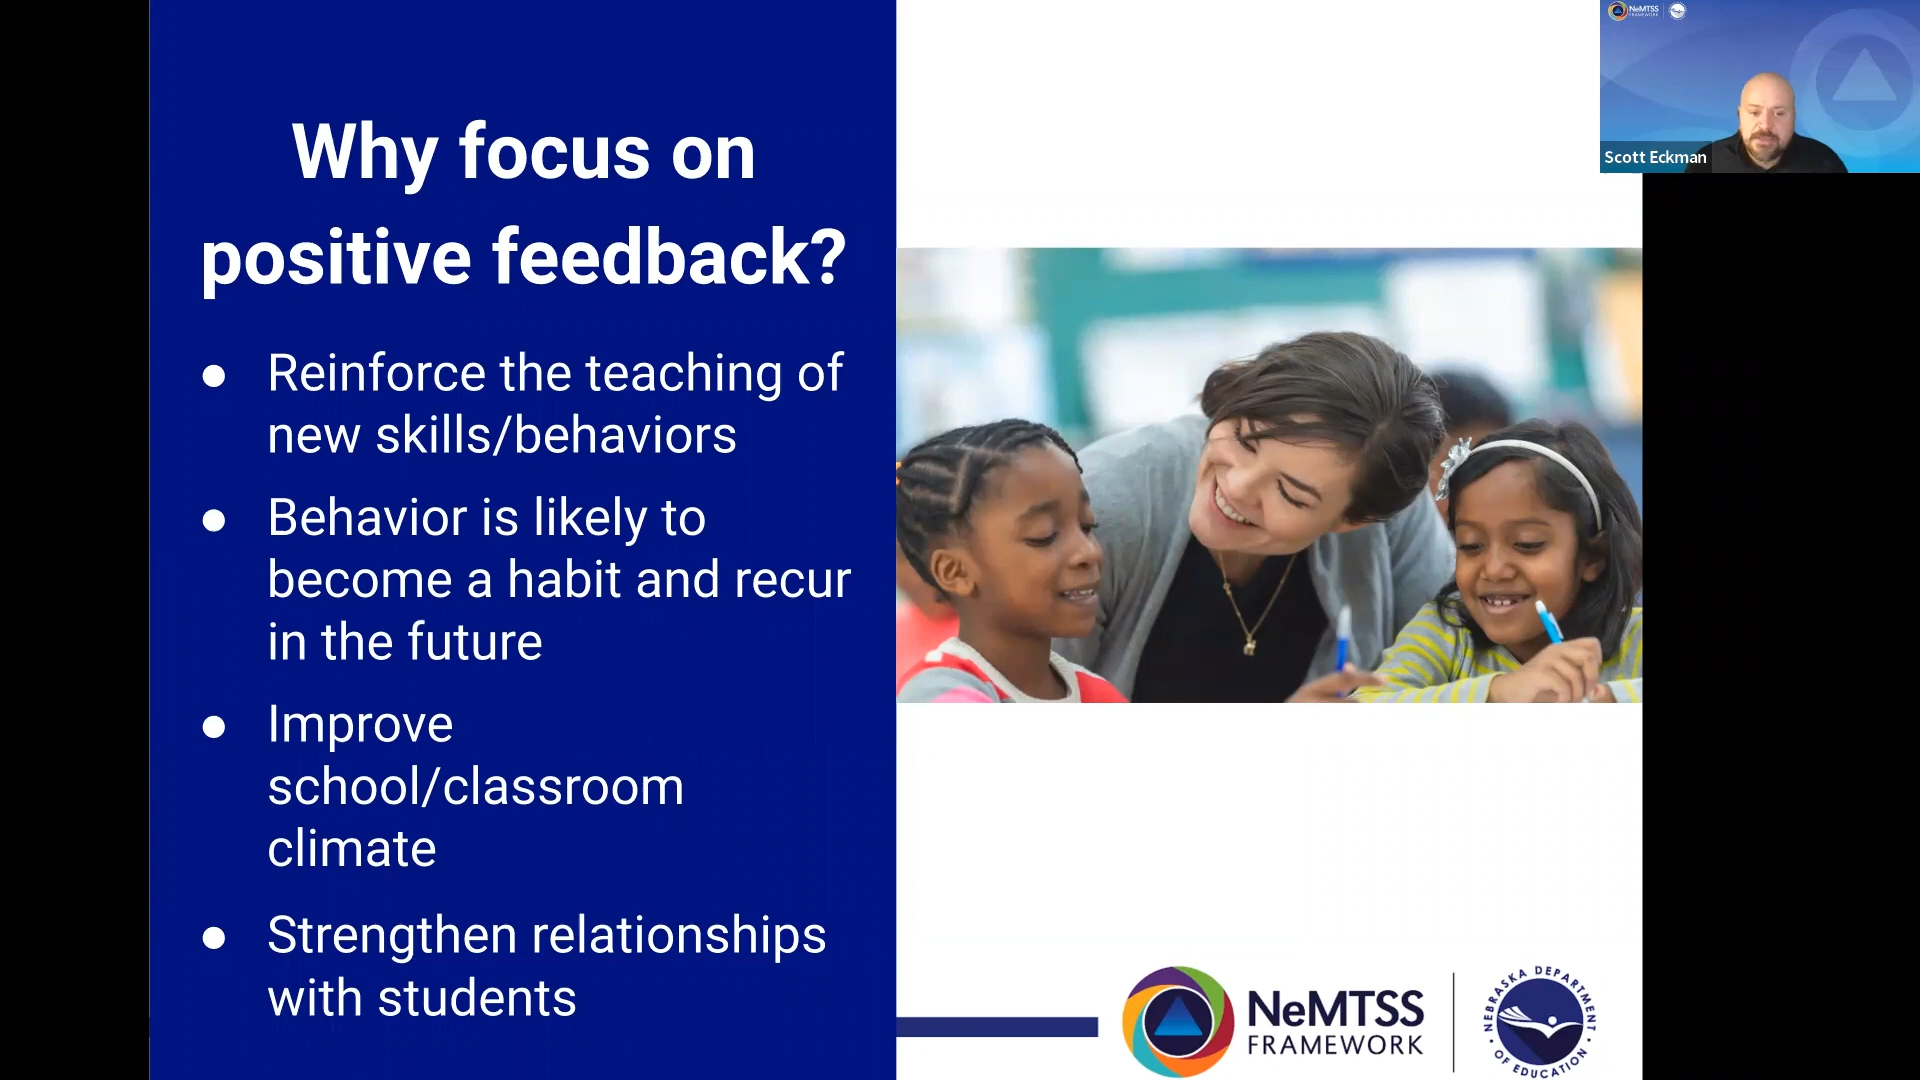 Why focus on
positive feedback?
● Reinforce the teaching of
new skills/behaviors
● Behavior is likely to
become a habit and recur
in the future
● Improve
school/classroom
climate
● Strengthen relationships
with students
NeMTSS
FRAMEWORK
Scott Eckman
NeMTSS
FRAMEWORK
NEBRASKA DEPARTMENT
• OF EDUCATION •